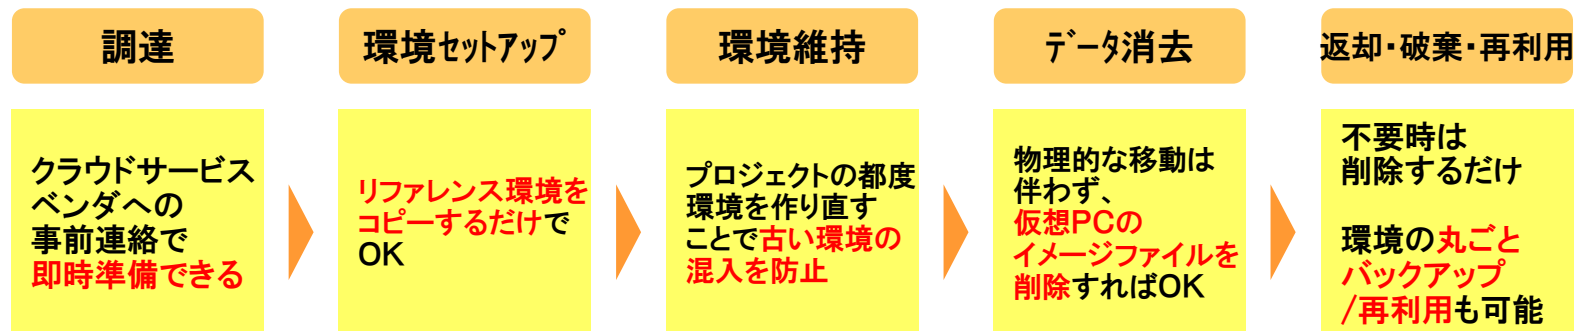 調達
クラウドサービス
ベンダへの
事前連絡で
即時準備できる
環境ｾｯﾄｱｯﾌﾟ
リファレンス環境を
コピーするだけで
OK
環境維持
プロジェクトの都度
環境を作り直す
ことで古い環境の
混入を防止
ﾃﾞｰﾀ消去
物理的な移動は
伴わず、
仮想PCの
イメージファイルを
削除すればOK
返却・破棄・再利用
不要時は
削除するだけ
環境の丸ごと
バックアップ
/再利用も可能